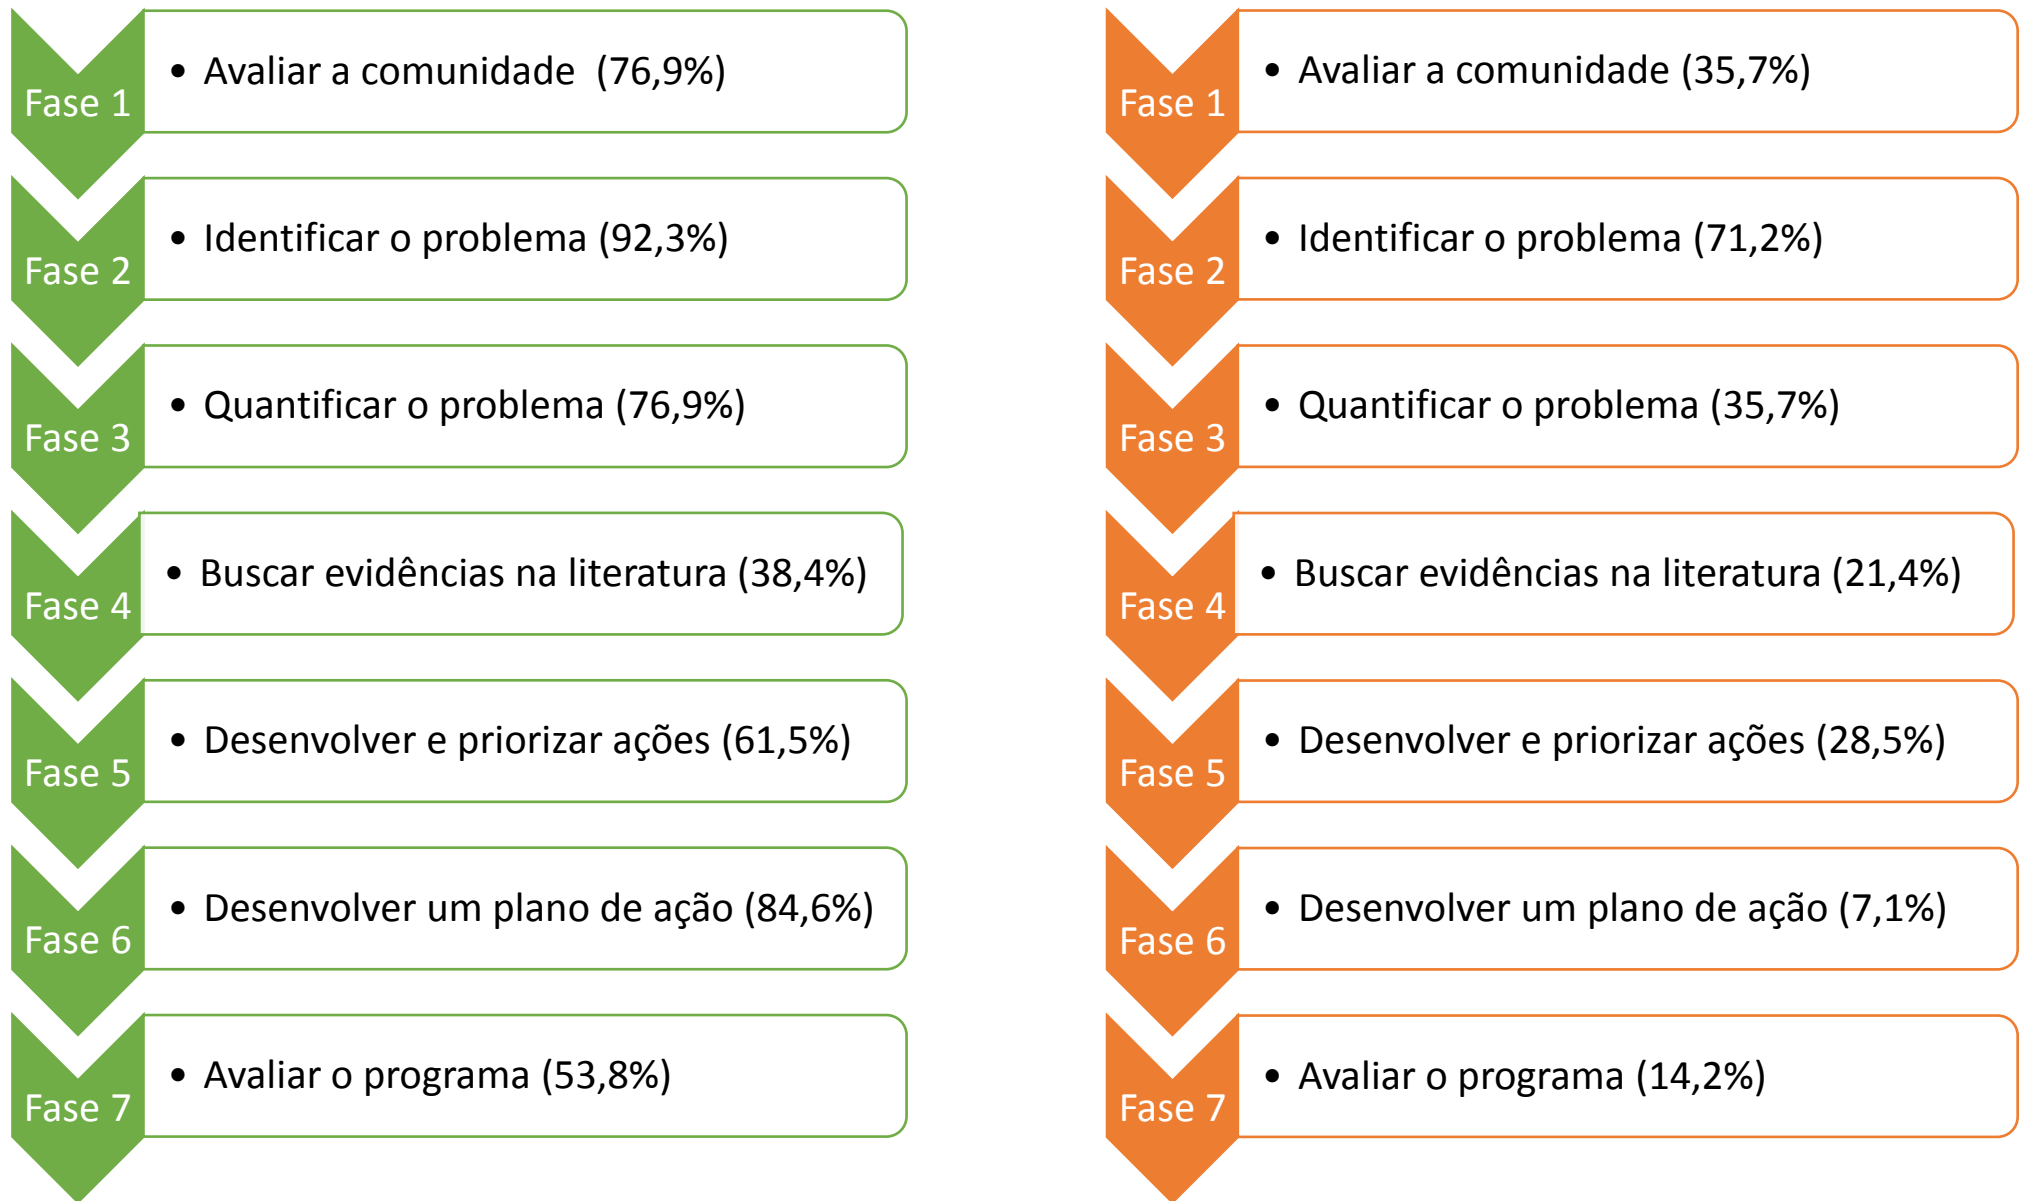 Fase 1
• Avaliar a comunidade (76,9%)
Fase 2
• Identificar o problema (92,3%)
Fase 3
• Quantificar o problema (76,9%)
Fase 4
• Buscar evidências na literatura (38,4%)
Fase 5
• Desenvolver e priorizar ações (61,5%)
Fase 6
• Desenvolver um plano de ação (84,6%)
Fase 7
• Avaliar o programa (53,8%)
Fase 1
• Avaliar a comunidade (35,7%)
Fase 2
• Identificar o problema (71,2%)
Fase 3
• Quantificar o problema (35,7%)
Fase 4
• Buscar evidências na literatura (21,4%)
Fase 5
• Desenvolver e priorizar ações (28,5%)
Fase 6
• Desenvolver um plano de ação (7,1%)
Fase 7
• Avaliar o programa (14,2%)